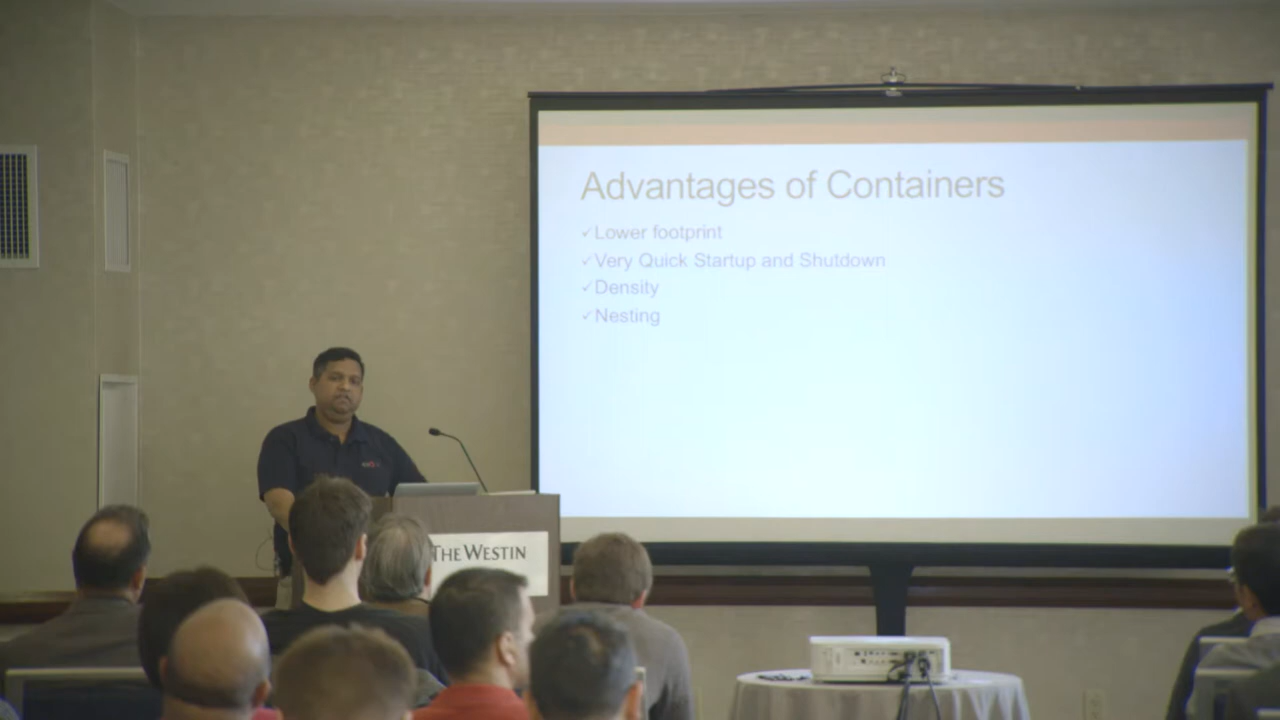 Advantages of Containers
✓Lower footprint
✓Very Quick Startup and Shutdown
✓Density
✓Nesting
THE WESTIN